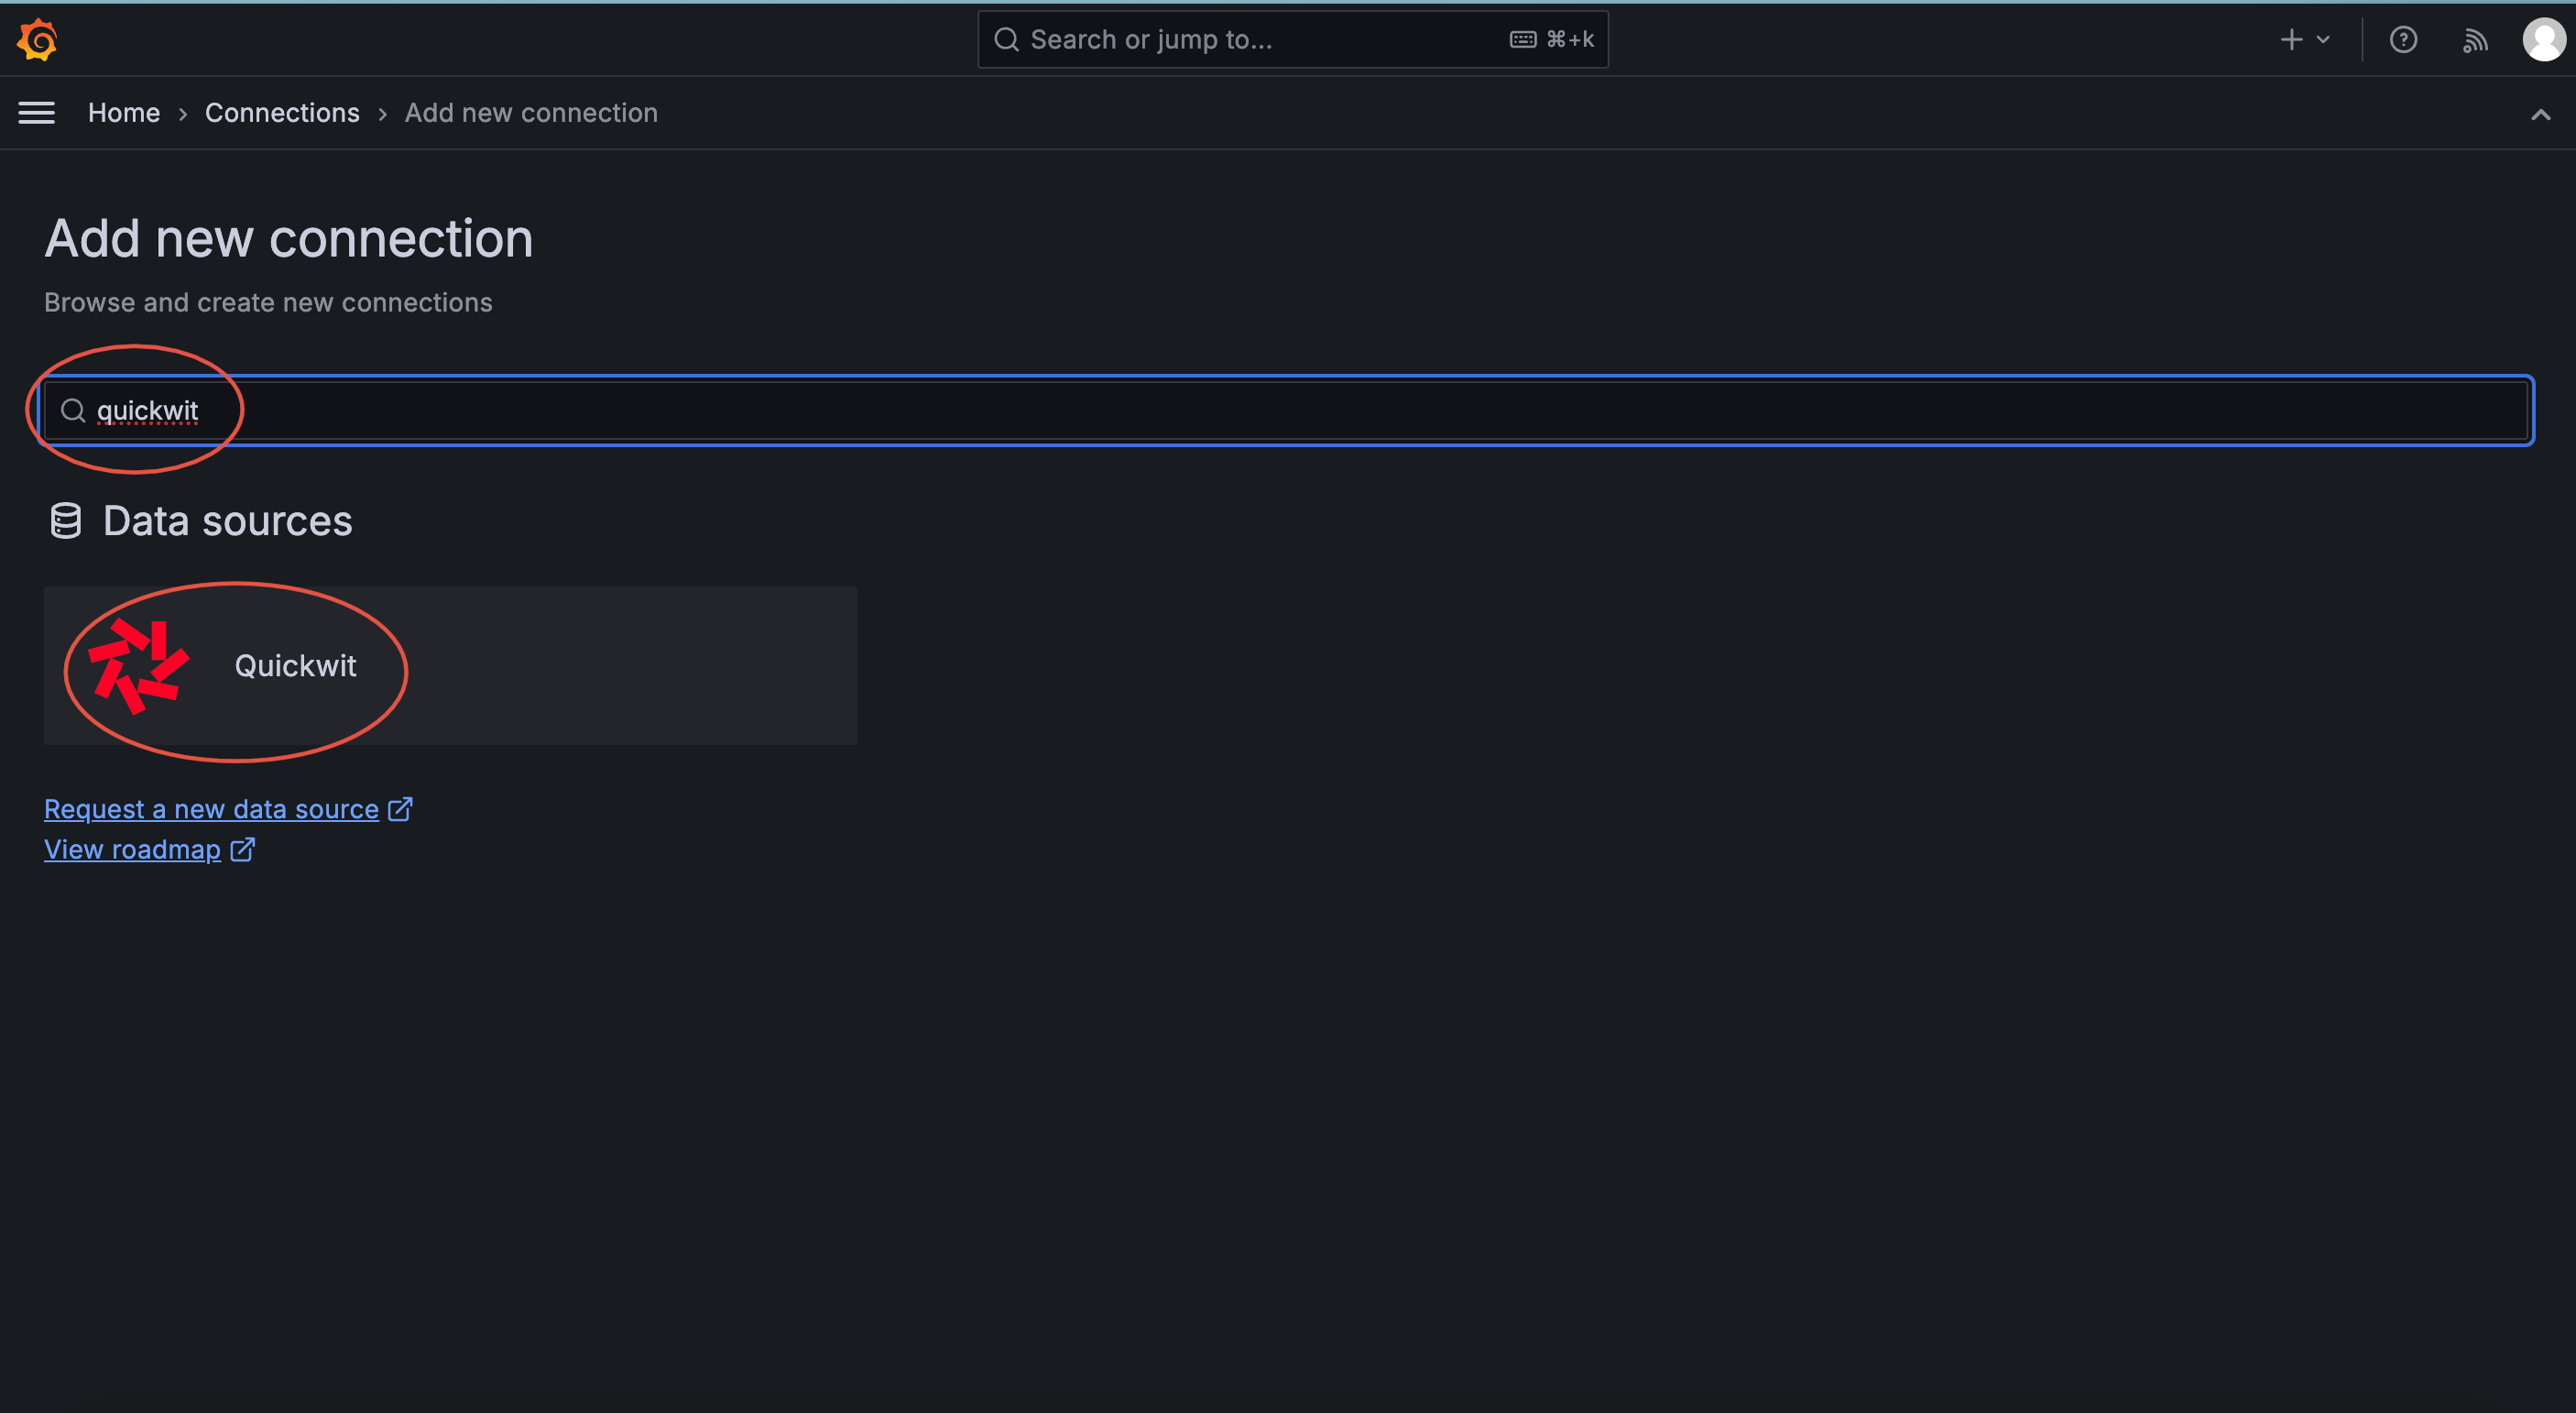 Search or jump to... ⌘+k
Home › Connections › Add new connection
Add new connection
Browse and create new connections
quickwit
Data sources
Quickwit
Request a new data source
View roadmap